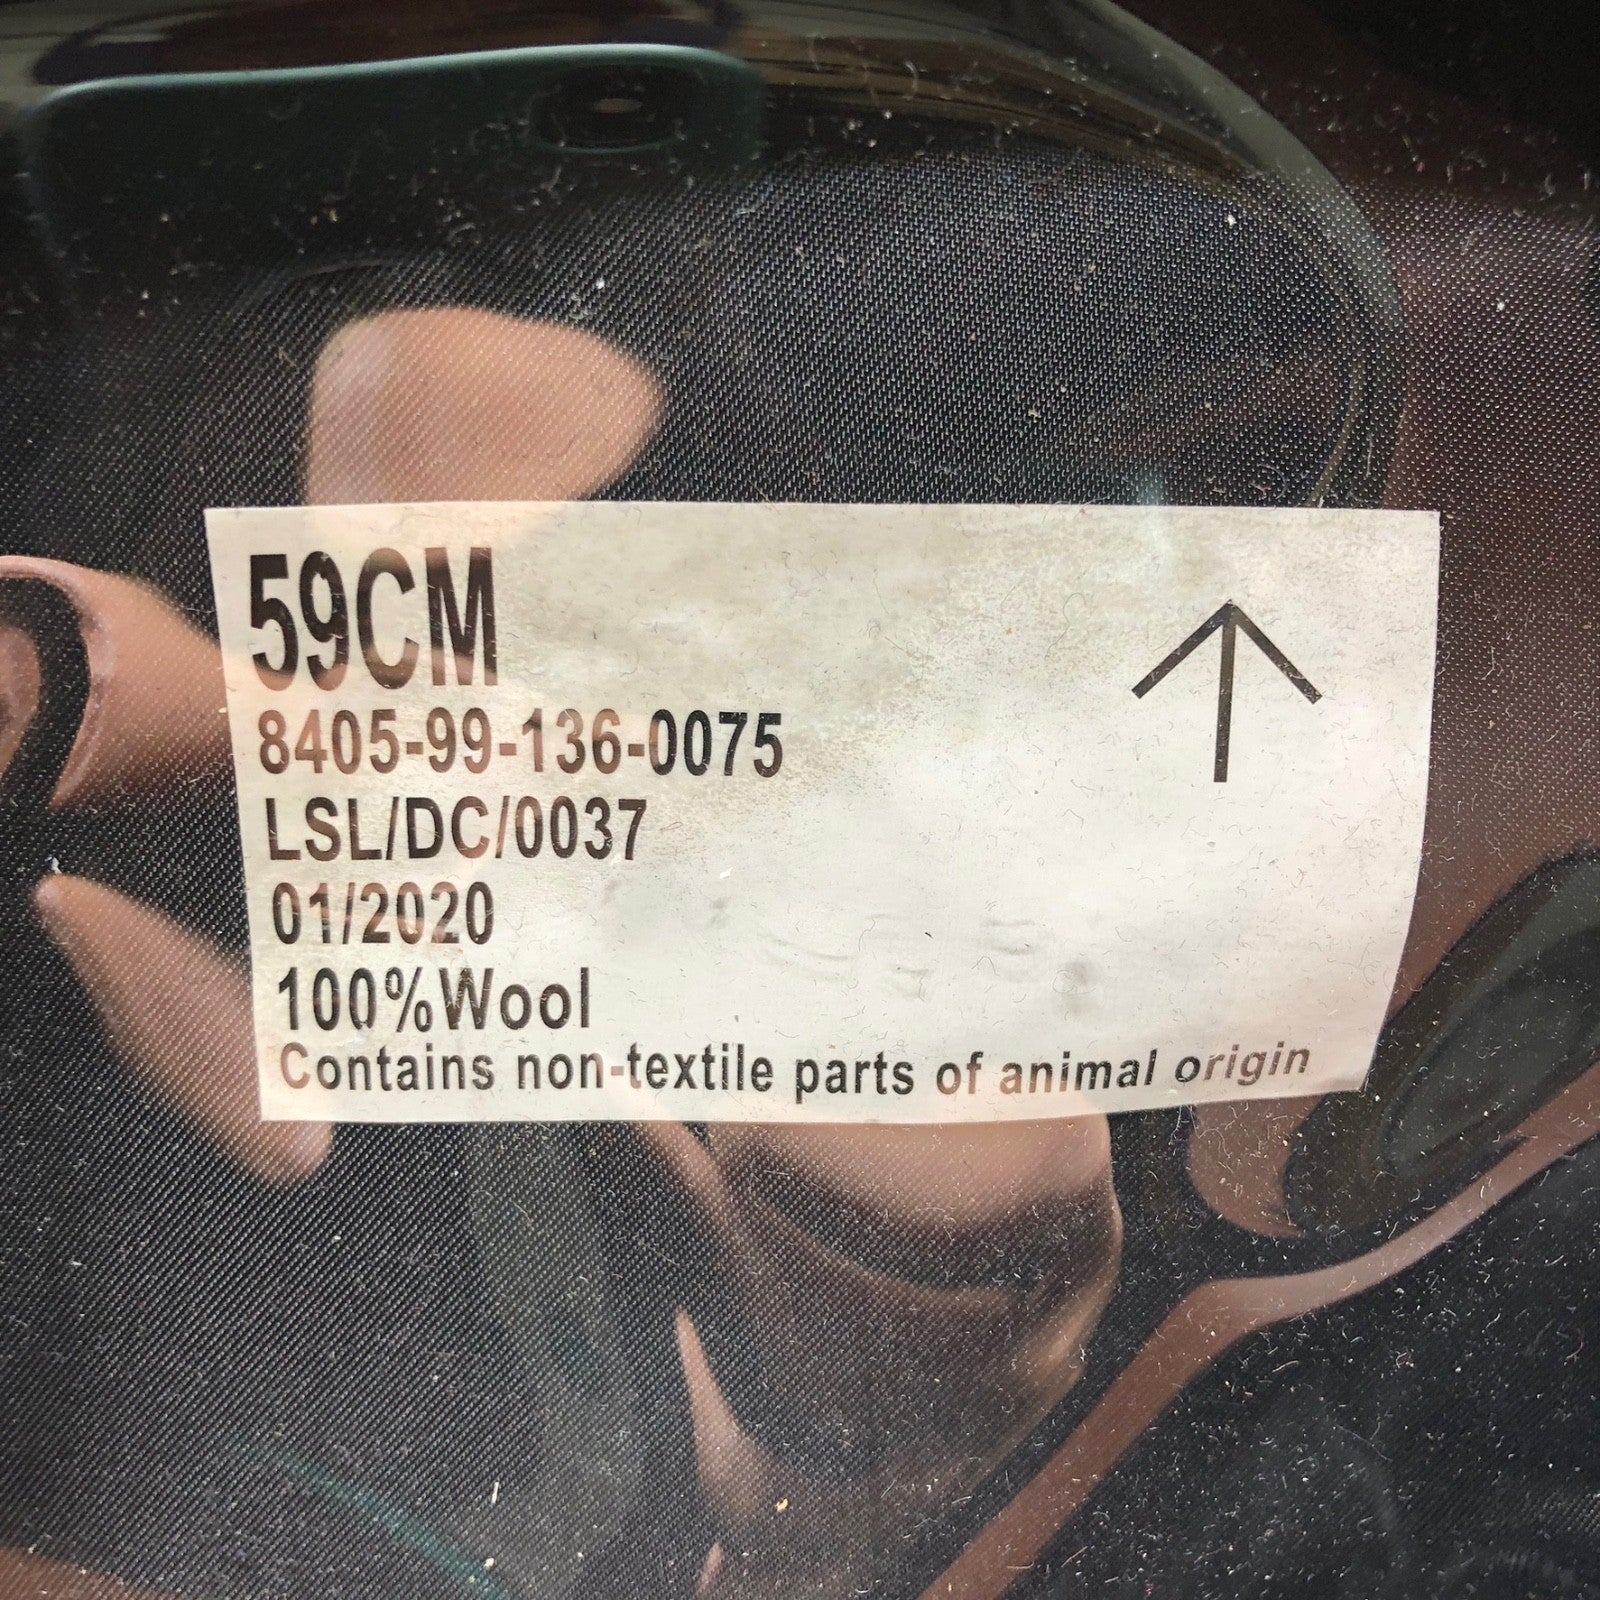 59CM
8405-99-136-0075
LSL/DC/0037
01/2020
100%Wool
Contains non-textile parts of animal origin